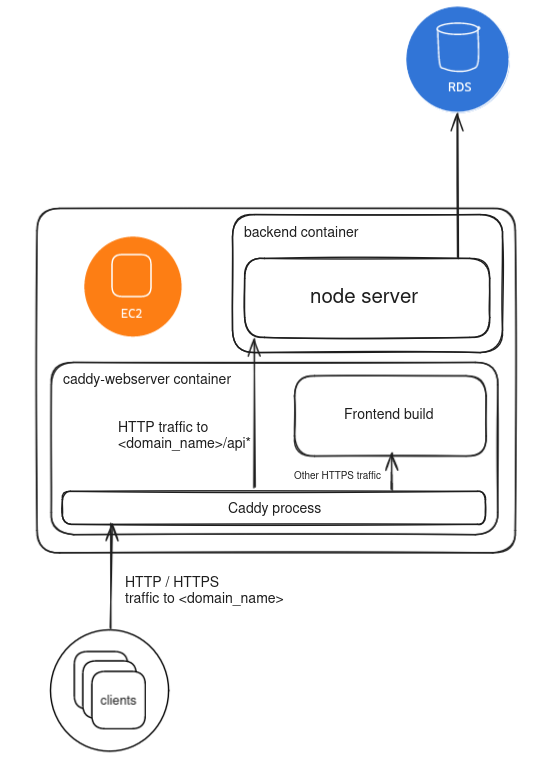 RDS
backend container
node server
EC2
caddy-webserver container
HTTP traffic to
<domain_name>/api*
Frontend build
Other HTTPS traffic
Caddy process
HTTP / HTTPS
traffic to <domain_name>
clients